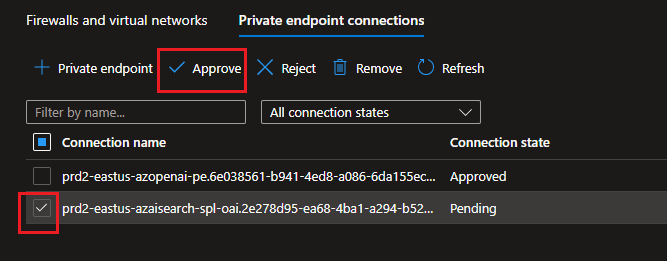 Firewalls and virtual networks Private endpoint connections
Private endpoint Approve Reject Remove Refresh
Filter by name... All connection states
Connection name Connection state
prd2-eastus-azopenai-pe.6e038561-b941-4ed8-a086-6da155ec... Approved
prd2-eastus-azaisearch-spl-oai.2e278d95-ea68-4ba1-a294-b52... Pending